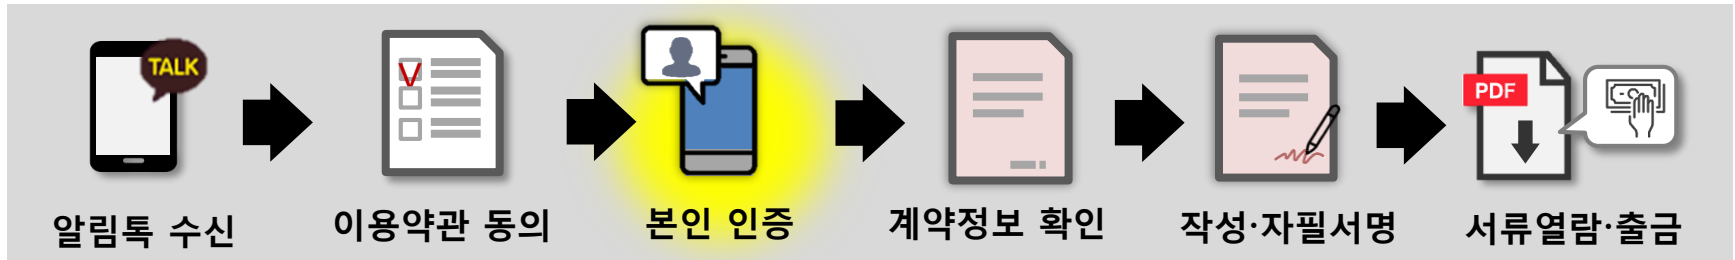 TALK
V
PDF
알림톡 수신
이용약관 동의
본인 인증
계약정보 확인
작성·자필서명
서류열람·출금